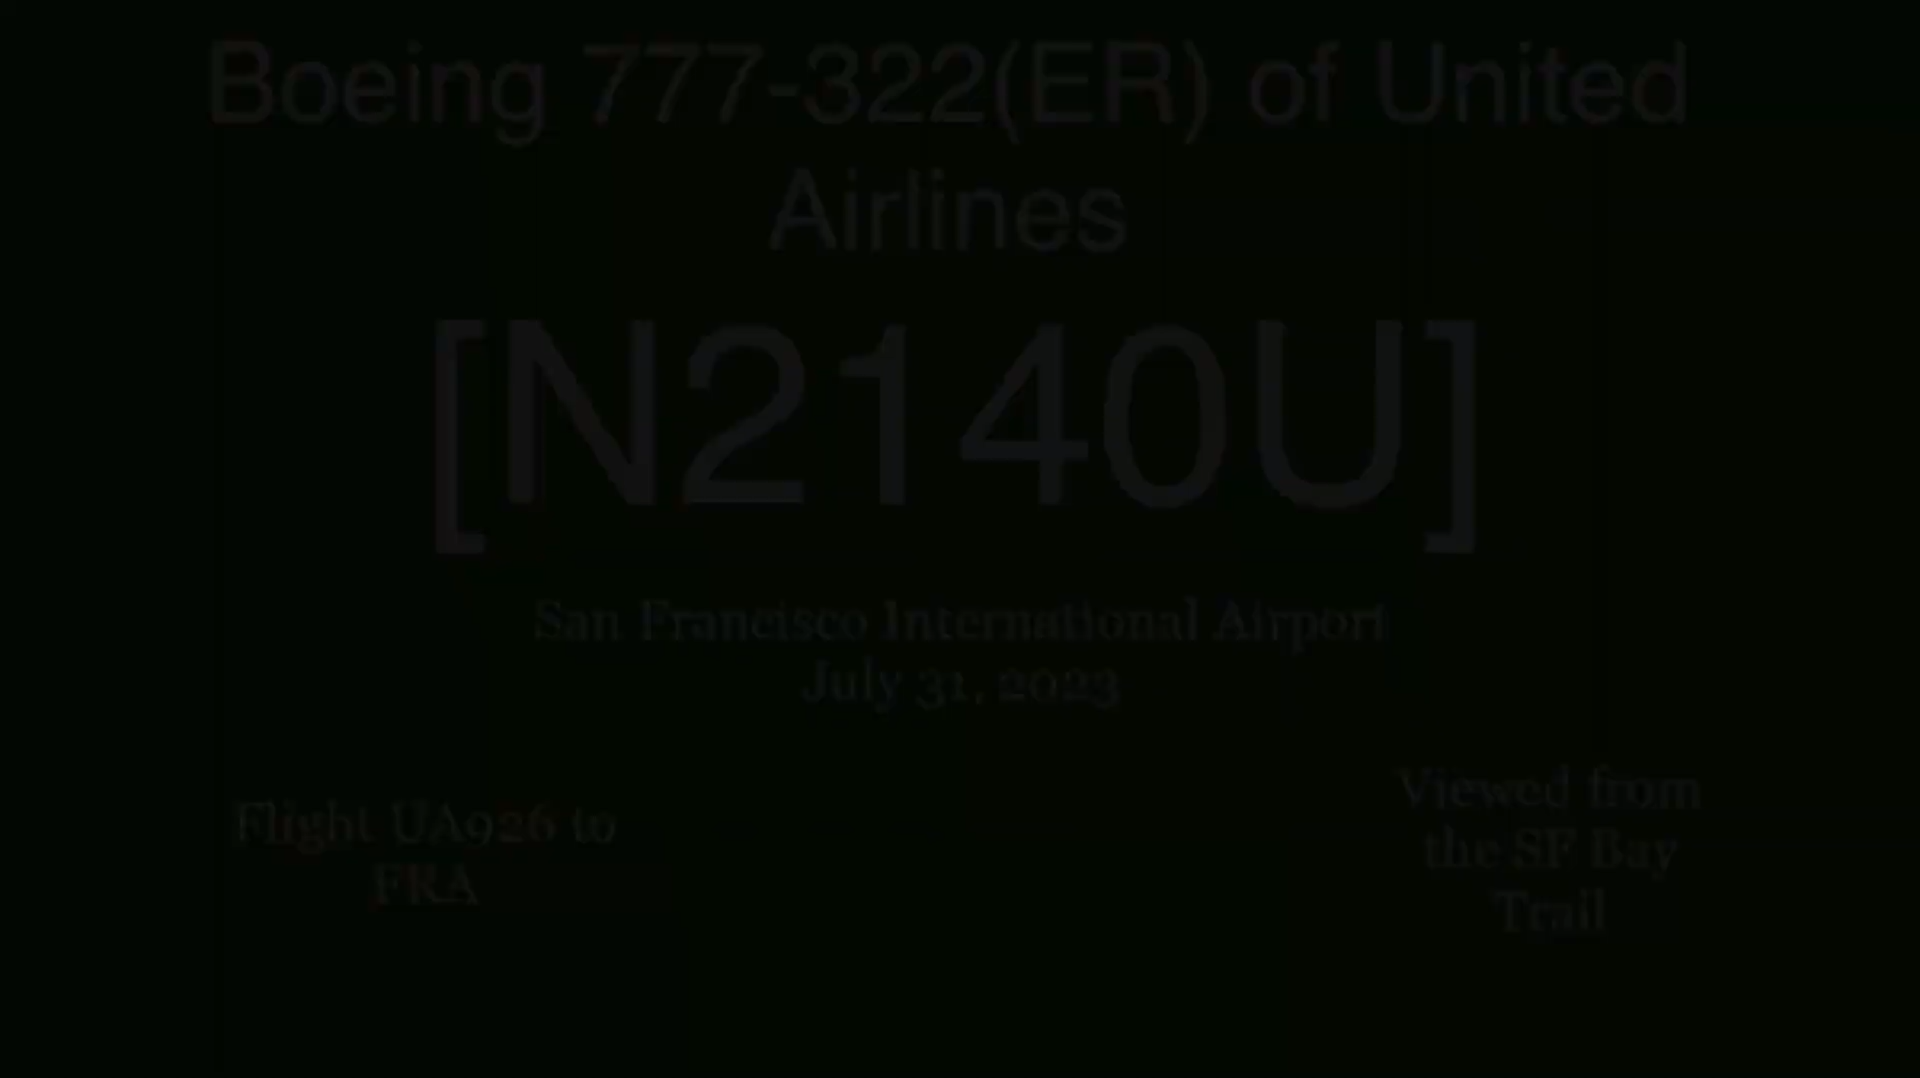 Boeing 777-322(ER) of United
Airlines
[N2140U]
San Francisco International Airport
July 31, 2023
Flight UA926 to
FRA
Viewed from
the SF Bay
Trail